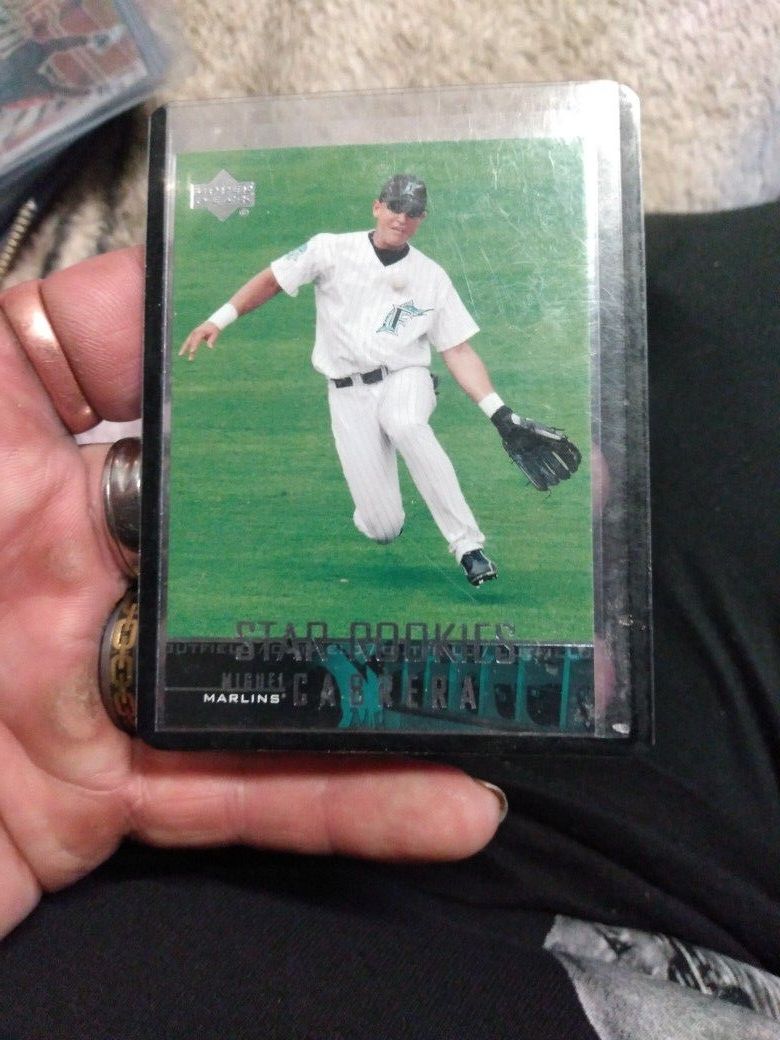 UPPER
DECK®
F
STAR ROOKIES
MIGUEL
CABRERA
MARLINS®